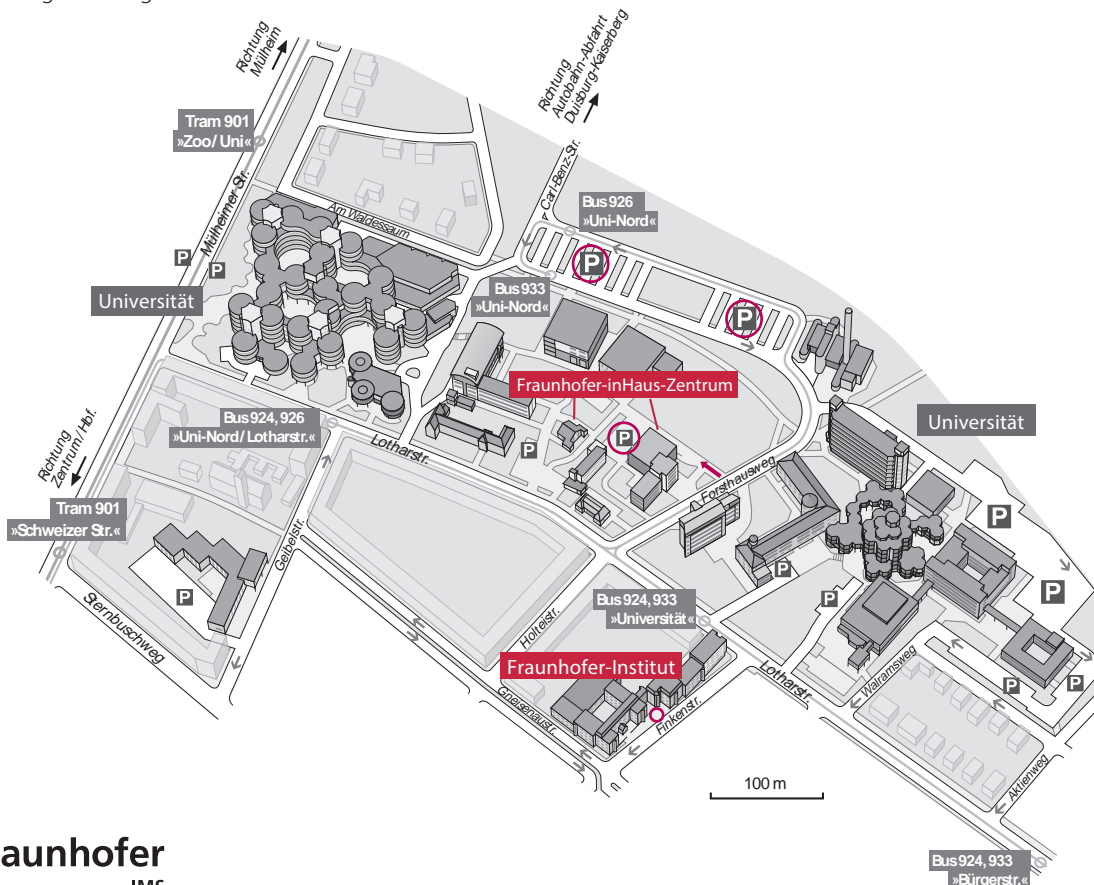 Richtung
Mülheim
Richtung
Autobahn-Abfahrt
Duisburg-Kaiserberg
Tram 901
»Zoo/Uni«
Mülheimer Str.
Am Waldessaum
Carl-Benz-Str.
Bus 926
»Uni-Nord«
P
P
P
P
Bus 933
»Uni-Nord«
Universität
Fraunhofer-inHaus-Zentrum
Universität
Bus 924, 926
»Uni-Nord/Lotharstr.«
Lotharstr.
P
P
Forsthausweg
Richtung
Zentrum/Hbf.
Tram 901
»Schweizer Str.«
Geibelstr.
P
P
P
P
P
Sternbuschweg
Holteistr.
Bus 924, 933
»Universität«
Fraunhofer-Institut
Lotharstr.
Walramsweg
P
P
Gneisenaustr.
Finkenstr.
100 m
Aktienweg
aunhofer
IMS
Bus 924, 933
»Bürgerstr.«